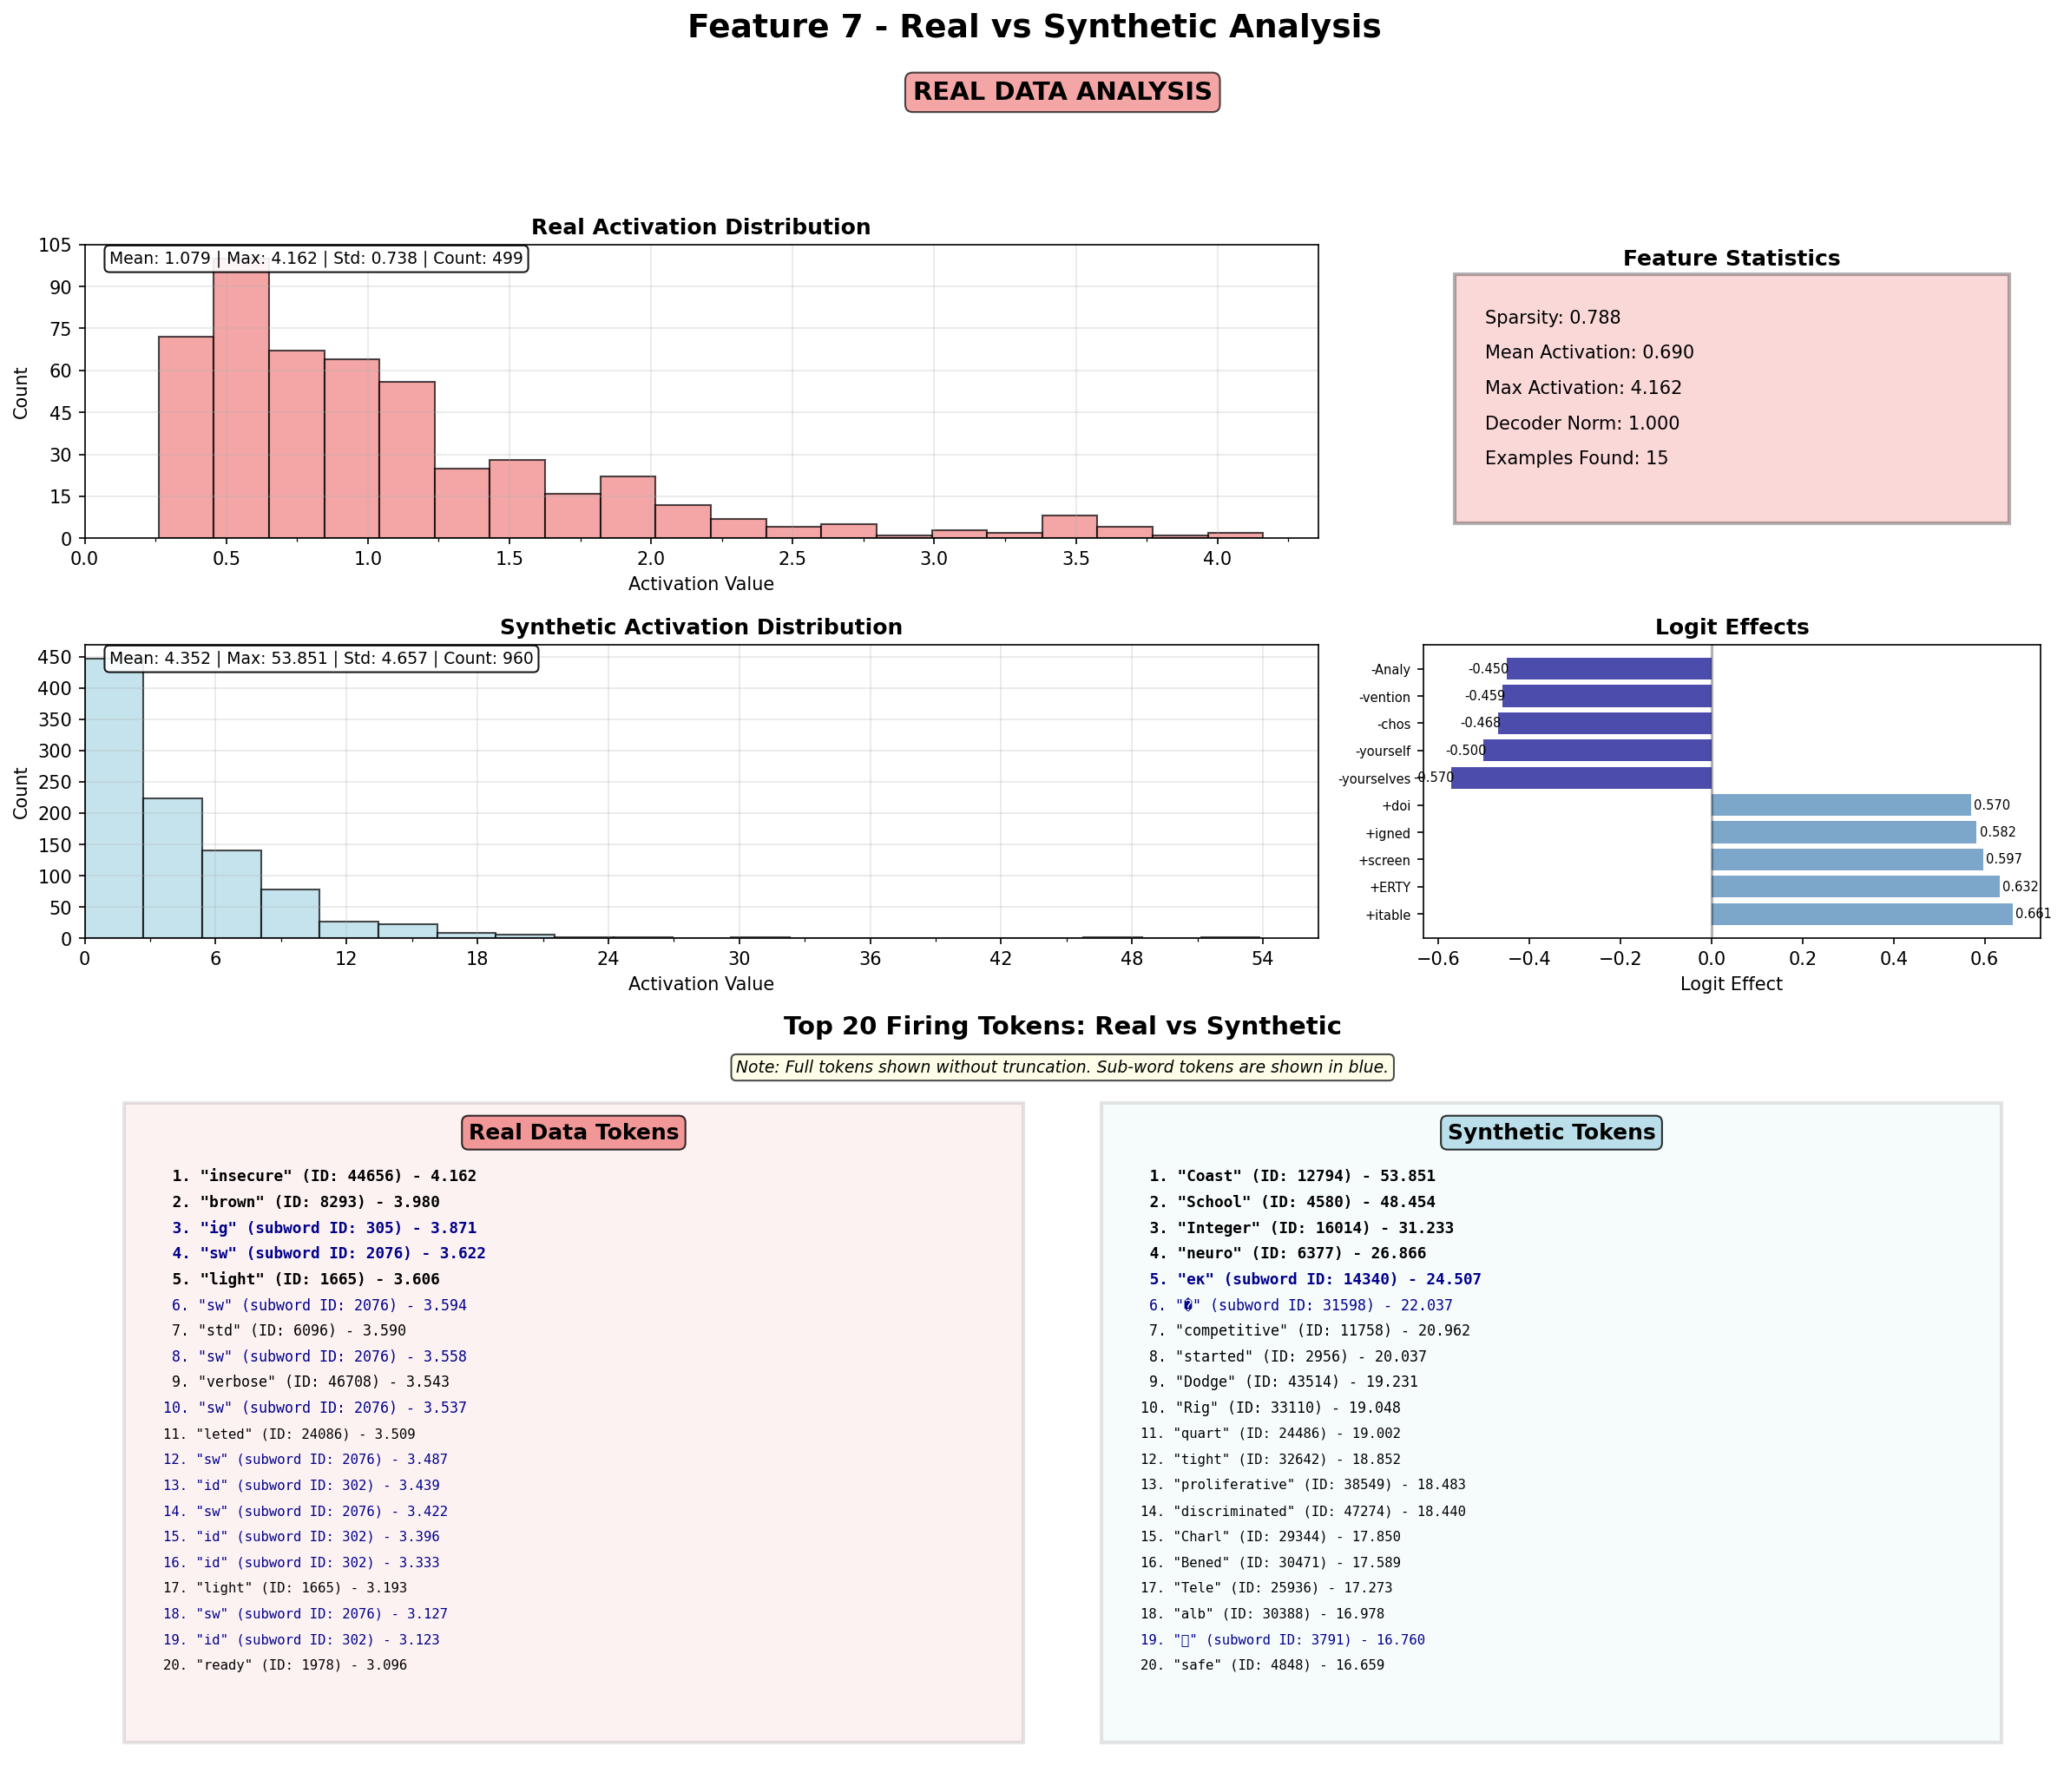 Feature 7 - Real vs Synthetic Analysis
REAL DATA ANALYSIS
Real Activation Distribution
Mean: 1.079 | Max: 4.162 | Std: 0.738 | Count: 499
Count
105
90
75
60
45
30
15
0
0.0 0.5 1.0 1.5 2.0 2.5 3.0 3.5 4.0
Activation Value
Feature Statistics
Sparsity: 0.788
Mean Activation: 0.690
Max Activation: 4.162
Decoder Norm: 1.000
Examples Found: 15
Synthetic Activation Distribution
Mean: 4.352 | Max: 53.851 | Std: 4.657 | Count: 960
Count
450
400
350
300
250
200
150
100
50
0
0 6 12 18 24 30 36 42 48 54
Activation Value
Logit Effects
-Analy -0.450
-vention -0.459
-chos -0.468
-yourself -0.500
-yourselves -0.570
+doi 0.570
+igned 0.582
+screen 0.597
+ERTY 0.632
+itable 0.661
−0.6 −0.4 −0.2 0.0 0.2 0.4 0.6
Logit Effect
Top 20 Firing Tokens: Real vs Synthetic
Note: Full tokens shown without truncation. Sub-word tokens are shown in blue.
Real Data Tokens
1. "insecure" (ID: 44656) - 4.162
2. "brown" (ID: 8293) - 3.980
3. "ig" (subword ID: 305) - 3.871
4. "sw" (subword ID: 2076) - 3.622
5. "light" (ID: 1665) - 3.606
6. "sw" (subword ID: 2076) - 3.594
7. "std" (ID: 6096) - 3.590
8. "sw" (subword ID: 2076) - 3.558
9. "verbose" (ID: 46708) - 3.543
10. "sw" (subword ID: 2076) - 3.537
11. "leted" (ID: 24086) - 3.509
12. "sw" (subword ID: 2076) - 3.487
13. "id" (subword ID: 302) - 3.439
14. "sw" (subword ID: 2076) - 3.422
15. "id" (subword ID: 302) - 3.396
16. "id" (subword ID: 302) - 3.333
17. "light" (ID: 1665) - 3.193
18. "sw" (subword ID: 2076) - 3.127
19. "id" (subword ID: 302) - 3.123
20. "ready" (ID: 1978) - 3.096
Synthetic Tokens
1. "Coast" (ID: 12794) - 53.851
2. "School" (ID: 4580) - 48.454
3. "Integer" (ID: 16014) - 31.233
4. "neuro" (ID: 6377) - 26.866
5. "ек" (subword ID: 14340) - 24.507
6. "�" (subword ID: 31598) - 22.037
7. "competitive" (ID: 11758) - 20.962
8. "started" (ID: 2956) - 20.037
9. "Dodge" (ID: 43514) - 19.231
10. "Rig" (ID: 33110) - 19.048
11. "quart" (ID: 24486) - 19.002
12. "tight" (ID: 32642) - 18.852
13. "proliferative" (ID: 38549) - 18.483
14. "discriminated" (ID: 47274) - 18.440
15. "Charl" (ID: 29344) - 17.850
16. "Bened" (ID: 30471) - 17.589
17. "Tele" (ID: 25936) - 17.273
18. "alb" (ID: 30388) - 16.978
19. "▯" (subword ID: 3791) - 16.760
20. "safe" (ID: 4848) - 16.659